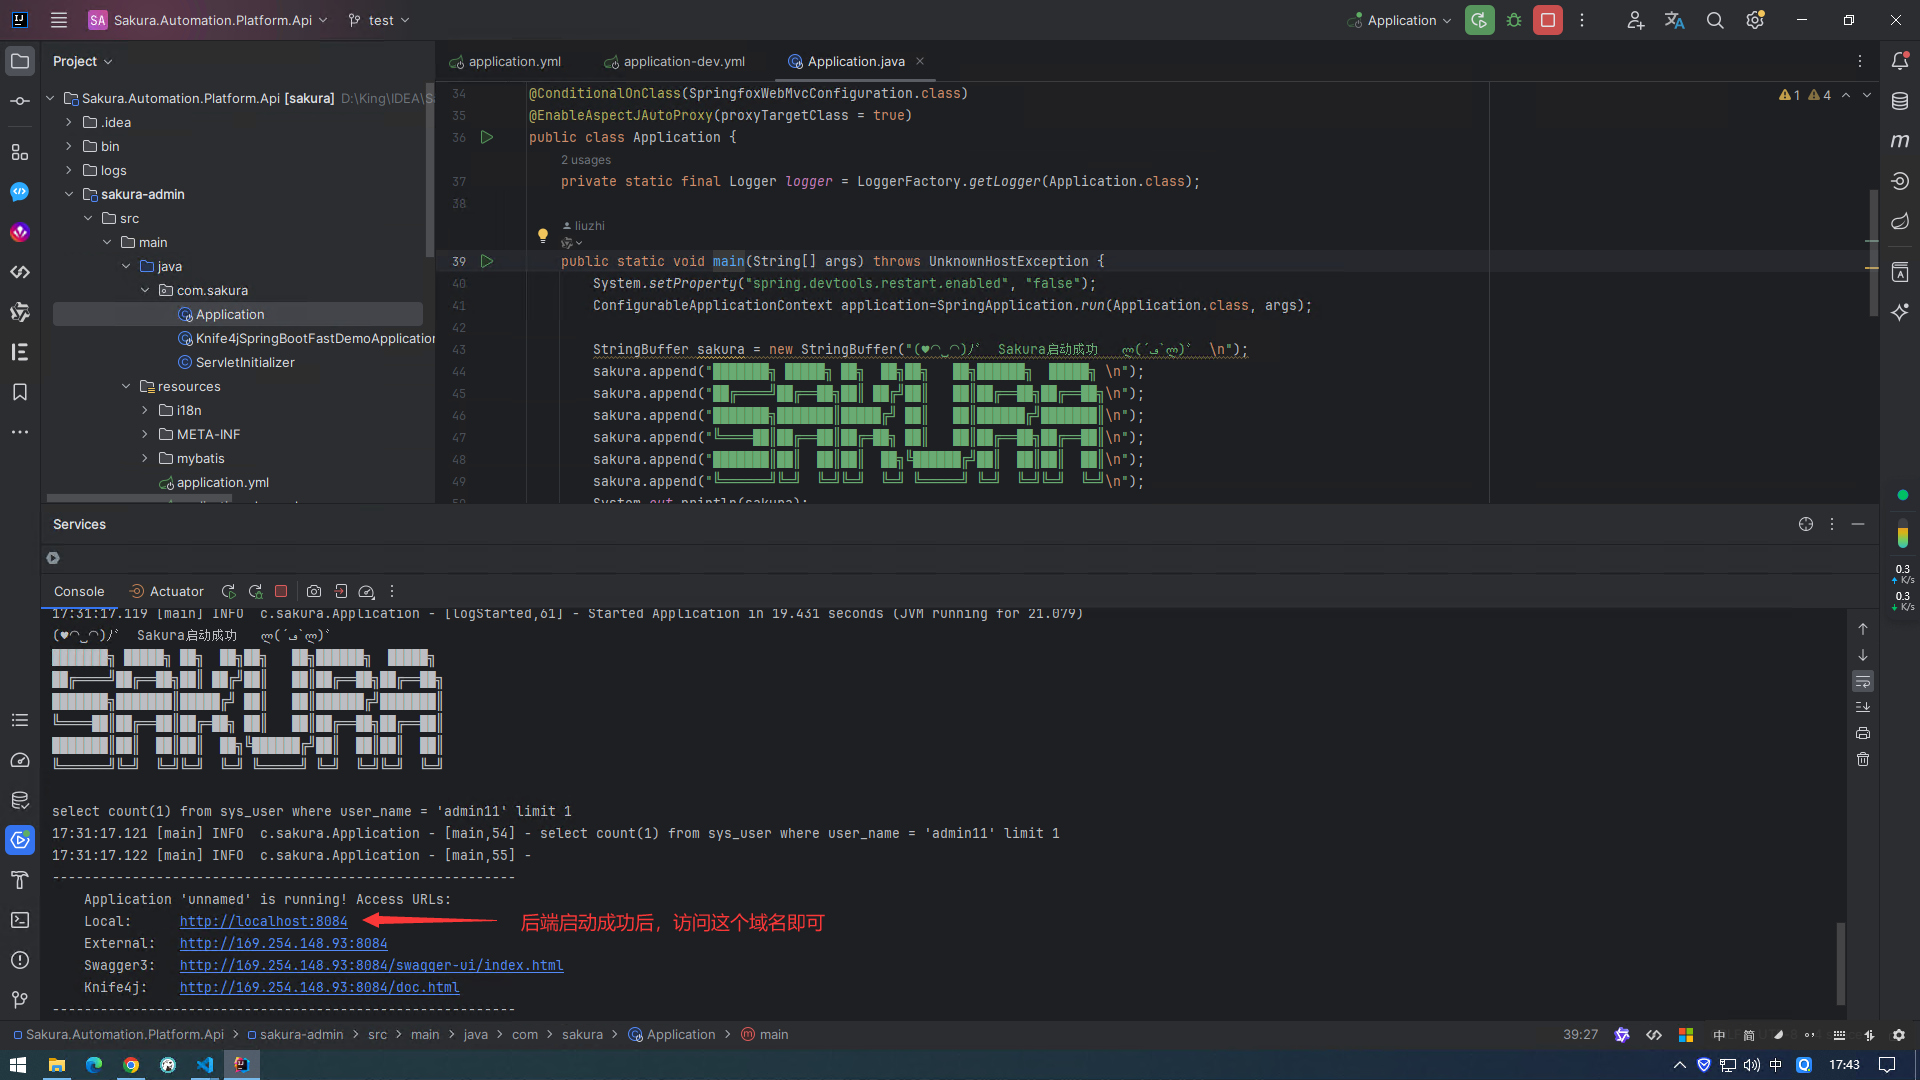 SA Sakura.Automation.Platform.Api test Application
Project
application.yml application-dev.yml Application.java
Sakura.Automation.Platform.Api [sakura] D:\King\IDEA\S
.idea
bin
logs
sakura-admin
src
main
java
com.sakura
Application
Knife4jSpringBootFastDemoApplication
ServletInitializer
resources
i18n
META-INF
mybatis
application.yml
1 4
34 @ConditionalOnClass(SpringfoxWebMvcConfiguration.class)
35 @EnableAspectJAutoProxy(proxyTargetClass = true)
36 public class Application {
2 usages
37 private static final Logger logger = LoggerFactory.getLogger(Application.class);
38
liuzhi
39 public static void main(String[] args) throws UnknownHostException {
40 System.setProperty("spring.devtools.restart.enabled", "false");
41 ConfigurableApplicationContext application=SpringApplication.run(Application.class, args);
42
43 StringBuffer sakura = new StringBuffer("(♥◠‿◠)ノ゙ Sakura启动成功 ლ(´ڡ`ლ)゙ \n");
44 sakura.append("███████╗ █████╗ ██╗  ██╗██╗   ██╗██████╗  █████╗ \n");
45 sakura.append("██╔════╝██╔══██╗██║ ██╔╝██║   ██║██╔══██╗██╔══██╗\n");
46 sakura.append("███████╗███████║█████╔╝ ██║   ██║██████╔╝███████║\n");
47 sakura.append("╚════██║██╔══██║██╔═██╗ ██║   ██║██╔══██╗██╔══██║\n");
48 sakura.append("███████║██║  ██║██║  ██╗╚██████╔╝██║  ██║██║  ██║\n");
49 sakura.append("╚══════╝╚═╝  ╚═╝╚═╝  ╚═╝ ╚═════╝ ╚═╝  ╚═╝╚═╝  ╚═╝\n");
50 System.out.println(sakura);
Services
Console Actuator
17:31:17.119 [main] INFO  c.sakura.Application - [logStarted,61] - Started Application in 19.431 seconds (JVM running for 21.079)
(♥◠‿◠)ノ゙ Sakura启动成功 ლ(´ڡ`ლ)゙
███████╗ █████╗ ██╗  ██╗██╗   ██╗██████╗  █████╗
██╔════╝██╔══██╗██║ ██╔╝██║   ██║██╔══██╗██╔══██╗
███████╗███████║█████╔╝ ██║   ██║██████╔╝███████║
╚════██║██╔══██║██╔═██╗ ██║   ██║██╔══██╗██╔══██║
███████║██║  ██║██║  ██╗╚██████╔╝██║  ██║██║  ██║
╚══════╝╚═╝  ╚═╝╚═╝  ╚═╝ ╚═════╝ ╚═╝  ╚═╝╚═╝  ╚═╝
select count(1) from sys_user where user_name = 'admin11' limit 1
17:31:17.121 [main] INFO  c.sakura.Application - [main,54] - select count(1) from sys_user where user_name = 'admin11' limit 1
17:31:17.122 [main] INFO  c.sakura.Application - [main,55] -
----------------------------------------------------------
Application 'unnamed' is running! Access URLs:
Local: http://localhost:8084 后端启动成功后，访问这个域名即可
External: http://169.254.148.93:8084
Swagger3: http://169.254.148.93:8084/swagger-ui/index.html
Knife4j: http://169.254.148.93:8084/doc.html
----------------------------------------------------------
0.3
K/s
0.3
K/s
Sakura.Automation.Platform.Api > sakura-admin > src > main > java > com > sakura > Application > main 39:27 中 简
中 17:43